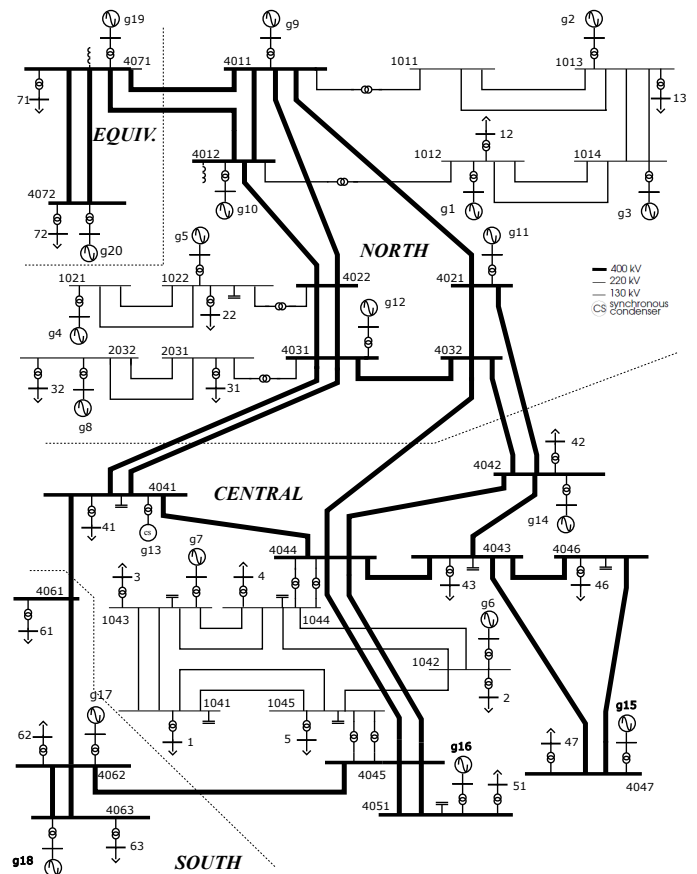 g19
g9
g2
4071
4011
1011
1013
71
13
EQUIV.
12
4012
1012
1014
4072
g10
g1
g3
72
g20
g5
NORTH
g11
1021
1022
4022
4021
400 kV
220 kV
130 kV
CS synchronous
condenser
g4
22
g12
2032
2031
4031
4032
32
g8
31
42
4042
CENTRAL
4041
41
cs
g13
g14
g7
4044
4043
4046
3
4
43
46
4061
1043
1044
g6
61
1042
2
g17
1041
1045
g15
62
1
5
g16
47
4062
4045
51
4047
4063
4051
g18
63
SOUTH